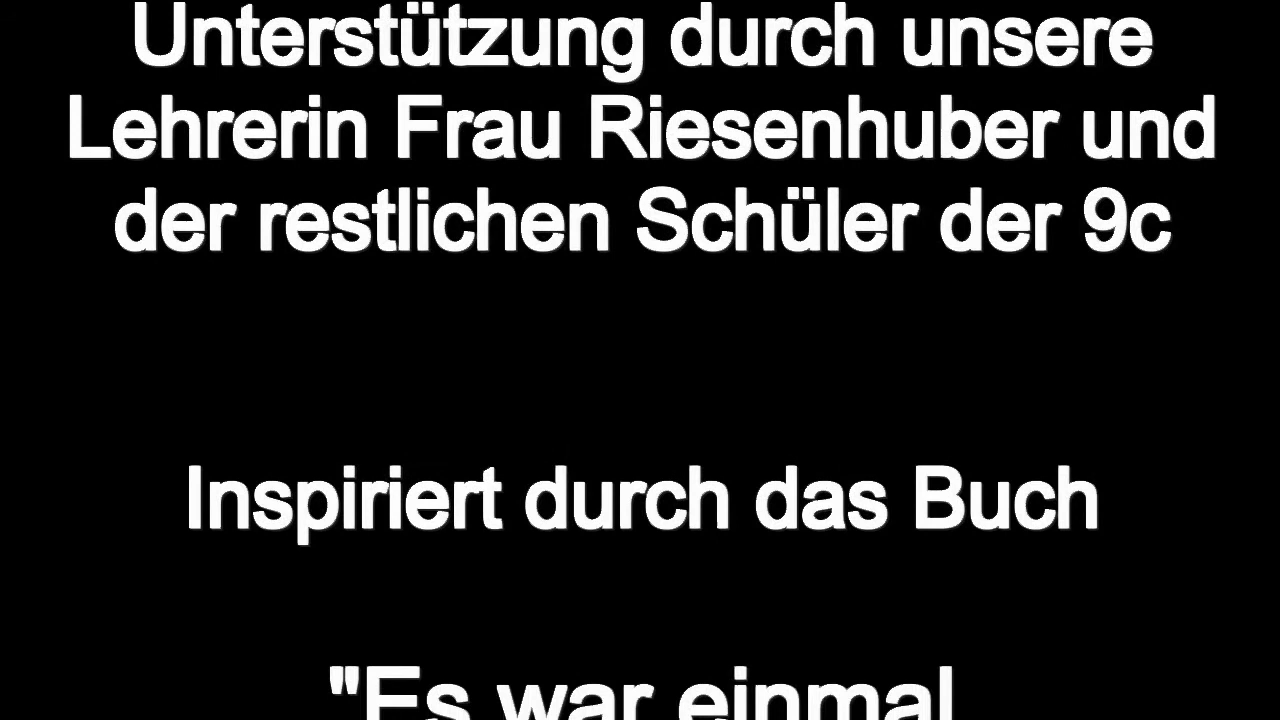 Unterstützung durch unsere
Lehrerin Frau Riesenhuber und
der restlichen Schüler der 9c
Inspiriert durch das Buch
"Es war einmal